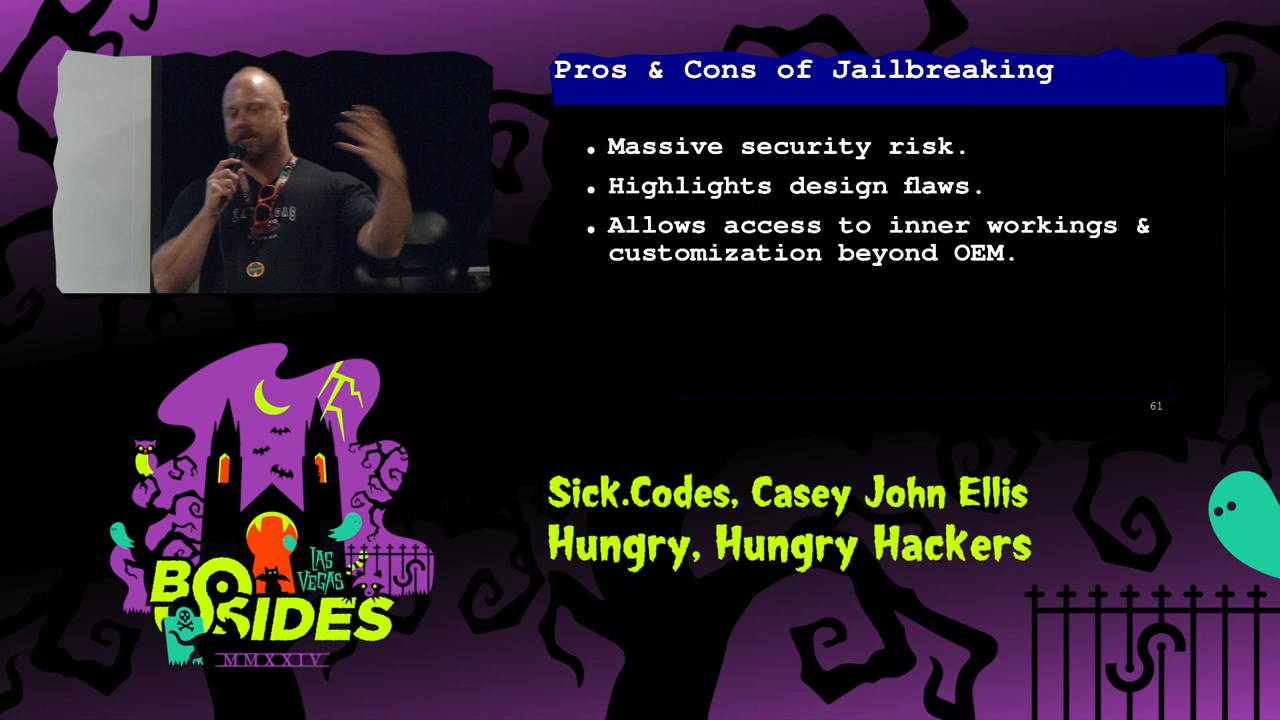 Pros & Cons of Jailbreaking
Massive security risk.
Highlights design flaws.
Allows access to inner workings &
customization beyond OEM.
61
Sick.Codes, Casey John Ellis
Hungry, Hungry Hackers
LAS
VEGAS
BSIDES
MMXXIV